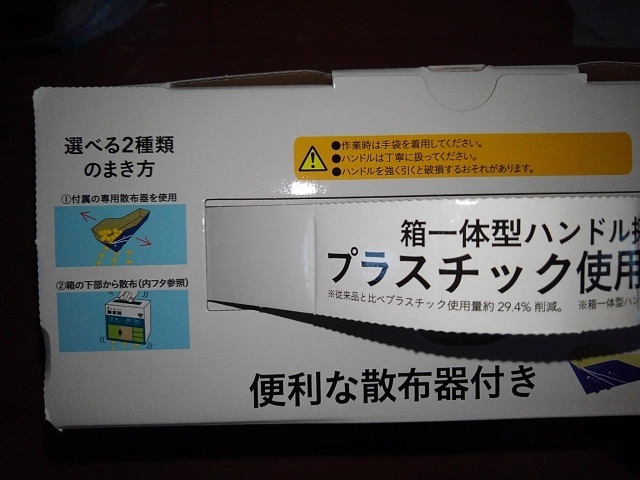 選べる2種類
のまき方
①付属の専用散布器を使用
②箱の下部から散布(内フタ参照)
●作業時は手袋を着用してください。
●ハンドルは丁寧に扱ってください。
●ハンドルを強く引くと破損するおそれがあります。
箱一体型ハンドル
プラスチック使用
※従来品と比べプラスチック使用量約29.4%削減。 ※箱一体型ハ
便利な散布器付き